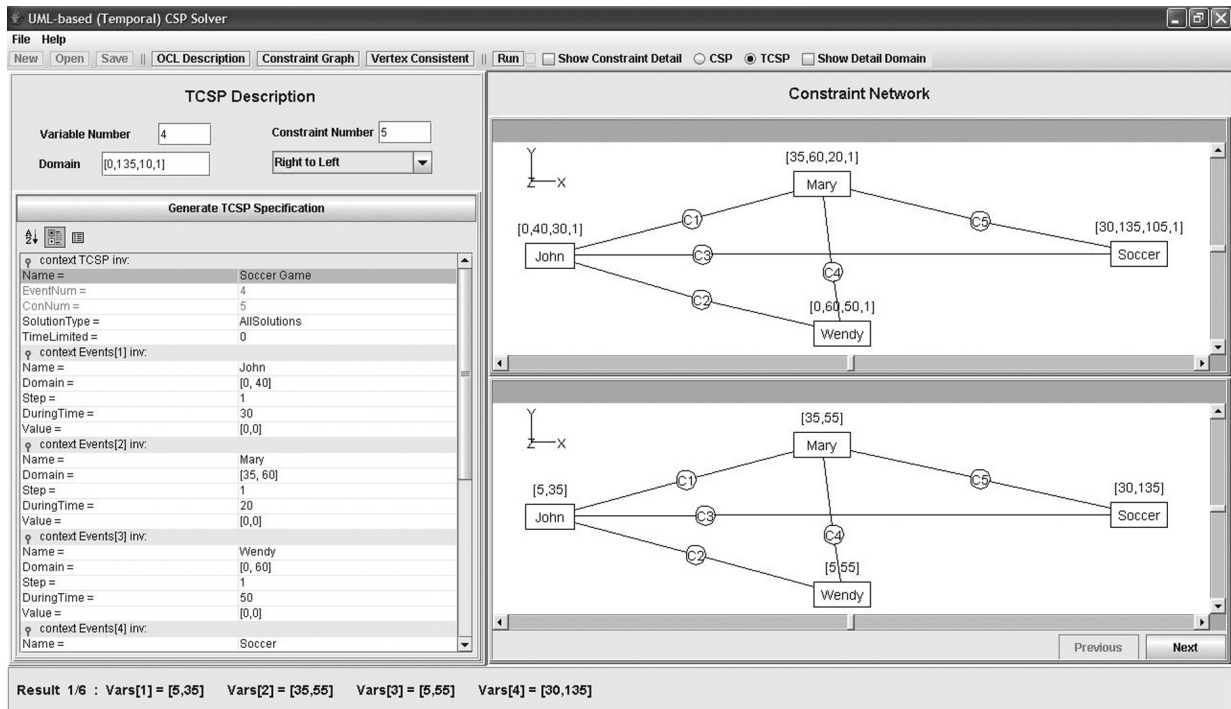 UML-based (Temporal) CSP Solver
File Help
New Open Save || OCL Description Constraint Graph Vertex Consistent || Run Show Constraint Detail CSP TCSP Show Detail Domain
TCSP Description
Variable Number 4 Constraint Number 5
Domain [0,135,10,1] Right to Left
Generate TCSP Specification
context TCSP inv:
Name = Soccer Game
EventNum = 4
ConNum = 5
SolutionType = AllSolutions
TimeLimited = 0
context Events[1] inv:
Name = John
Domain = [0, 40]
Step = 1
DuringTime = 30
Value = [0,0]
context Events[2] inv:
Name = Mary
Domain = [35, 60]
Step = 1
DuringTime = 20
Value = [0,0]
context Events[3] inv:
Name = Wendy
Domain = [0, 60]
Step = 1
DuringTime = 50
Value = [0,0]
context Events[4] inv:
Name = Soccer
Constraint Network
Y
Z X
[35,60,20,1]
Mary
C1
C5
[0,40,30,1]
[30,135,105,1]
John
C3
Soccer
C4
C2
[0,60,50,1]
Wendy
Y
Z X
[35,55]
Mary
C1
C5
[5,35]
[30,135]
John
C3
Soccer
C4
C2
[5,55]
Wendy
Previous Next
Result 1/6 : Vars[1] = [5,35] Vars[2] = [35,55] Vars[3] = [5,55] Vars[4] = [30,135]